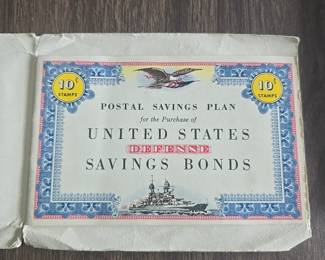 10¢ STAMPS
10¢ STAMPS
POSTAL SAVINGS PLAN
for the Purchase of
UNITED STATES
DEFENSE
SAVINGS BONDS